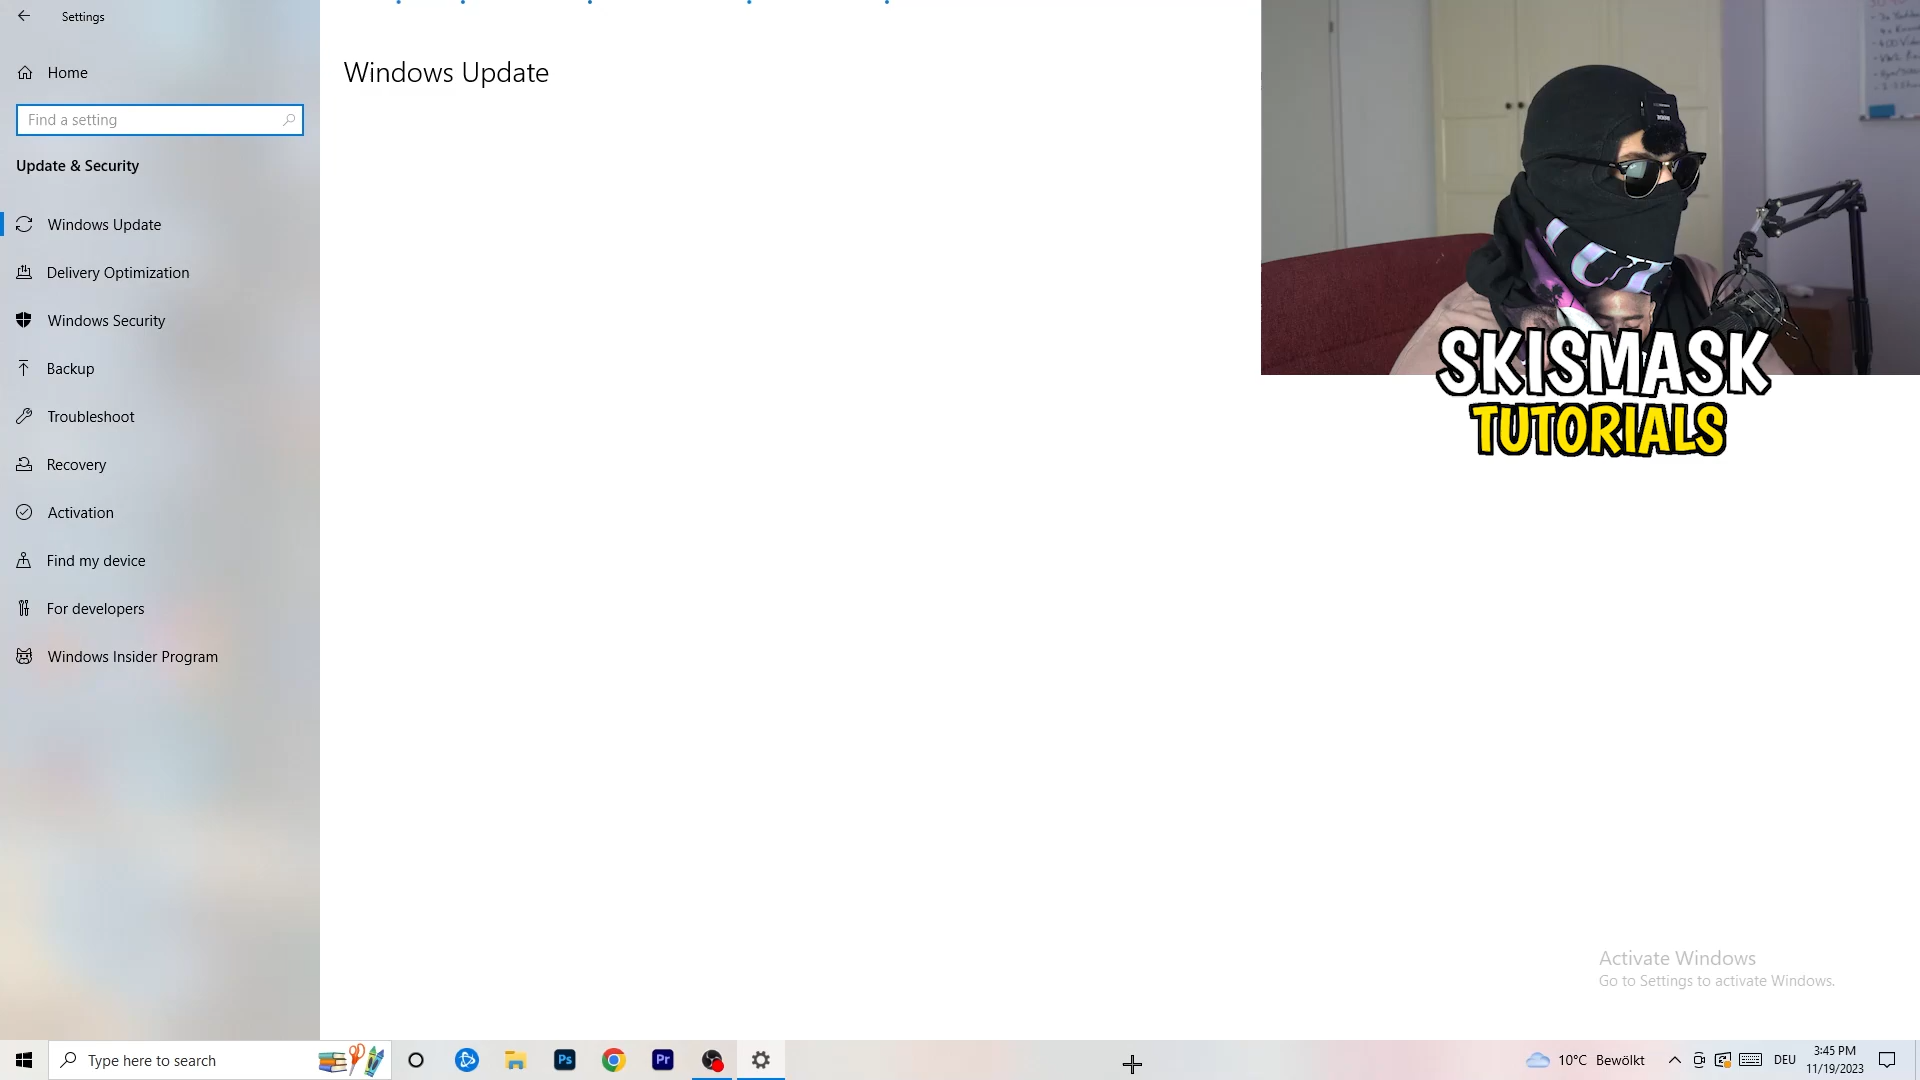 Settings
Home
Find a setting
Update & Security
Windows Update
Delivery Optimization
Windows Security
Backup
Troubleshoot
Recovery
Activation
Find my device
For developers
Windows Insider Program
Windows Update
SKISMASK
TUTORIALS
Activate Windows
Go to Settings to activate Windows.
Type here to search
Ps
Pr
10°C Bewölkt
DEU
3:45 PM
11/19/2023